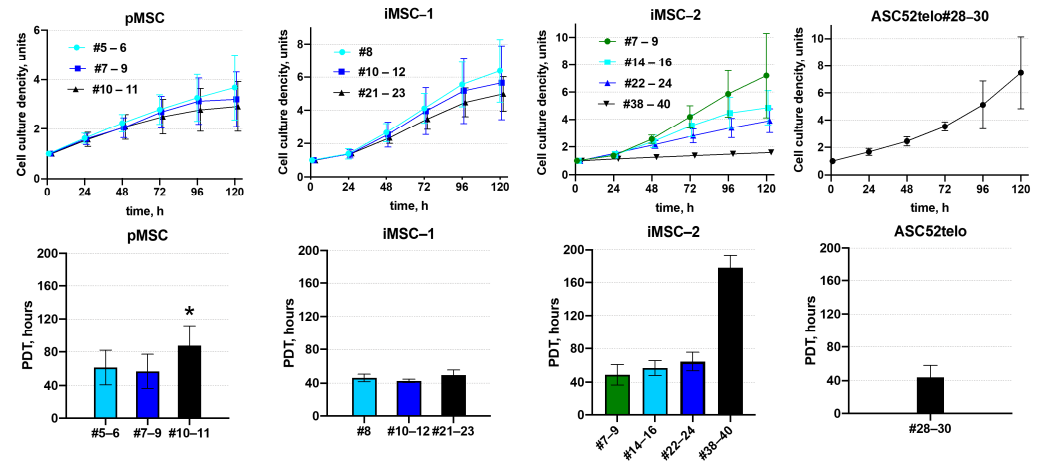 pMSC
Cell culture dencity, units
6
4
2
0
#5 – 6
#7 – 9
#10 – 11
0 24 48 72 96 120
time, h
iMSC–1
Cell culture dencity, units
8
6
4
2
0
#8
#10 – 12
#21 – 23
0 24 48 72 96 120
time, h
iMSC–2
Cell culture dencity, units
10
8
6
4
2
0
#7 – 9
#14 – 16
#22 – 24
#38 – 40
0 24 48 72 96 120
time, h
ASC52telo#28–30
Cell culture dencity, units
10
8
6
4
2
0
0 24 48 72 96 120
time, h
pMSC
PDT, hours
200
160
120
80
40
0
*
#5–6 #7–9 #10–11
iMSC–1
PDT, hours
200
160
120
80
40
0
#8 #10–12 #21–23
iMSC–2
PDT, hours
200
160
120
80
40
0
#7–9 #14–16 #22–24 #38–40
ASC52telo
PDT, hours
200
160
120
80
40
0
#28–30